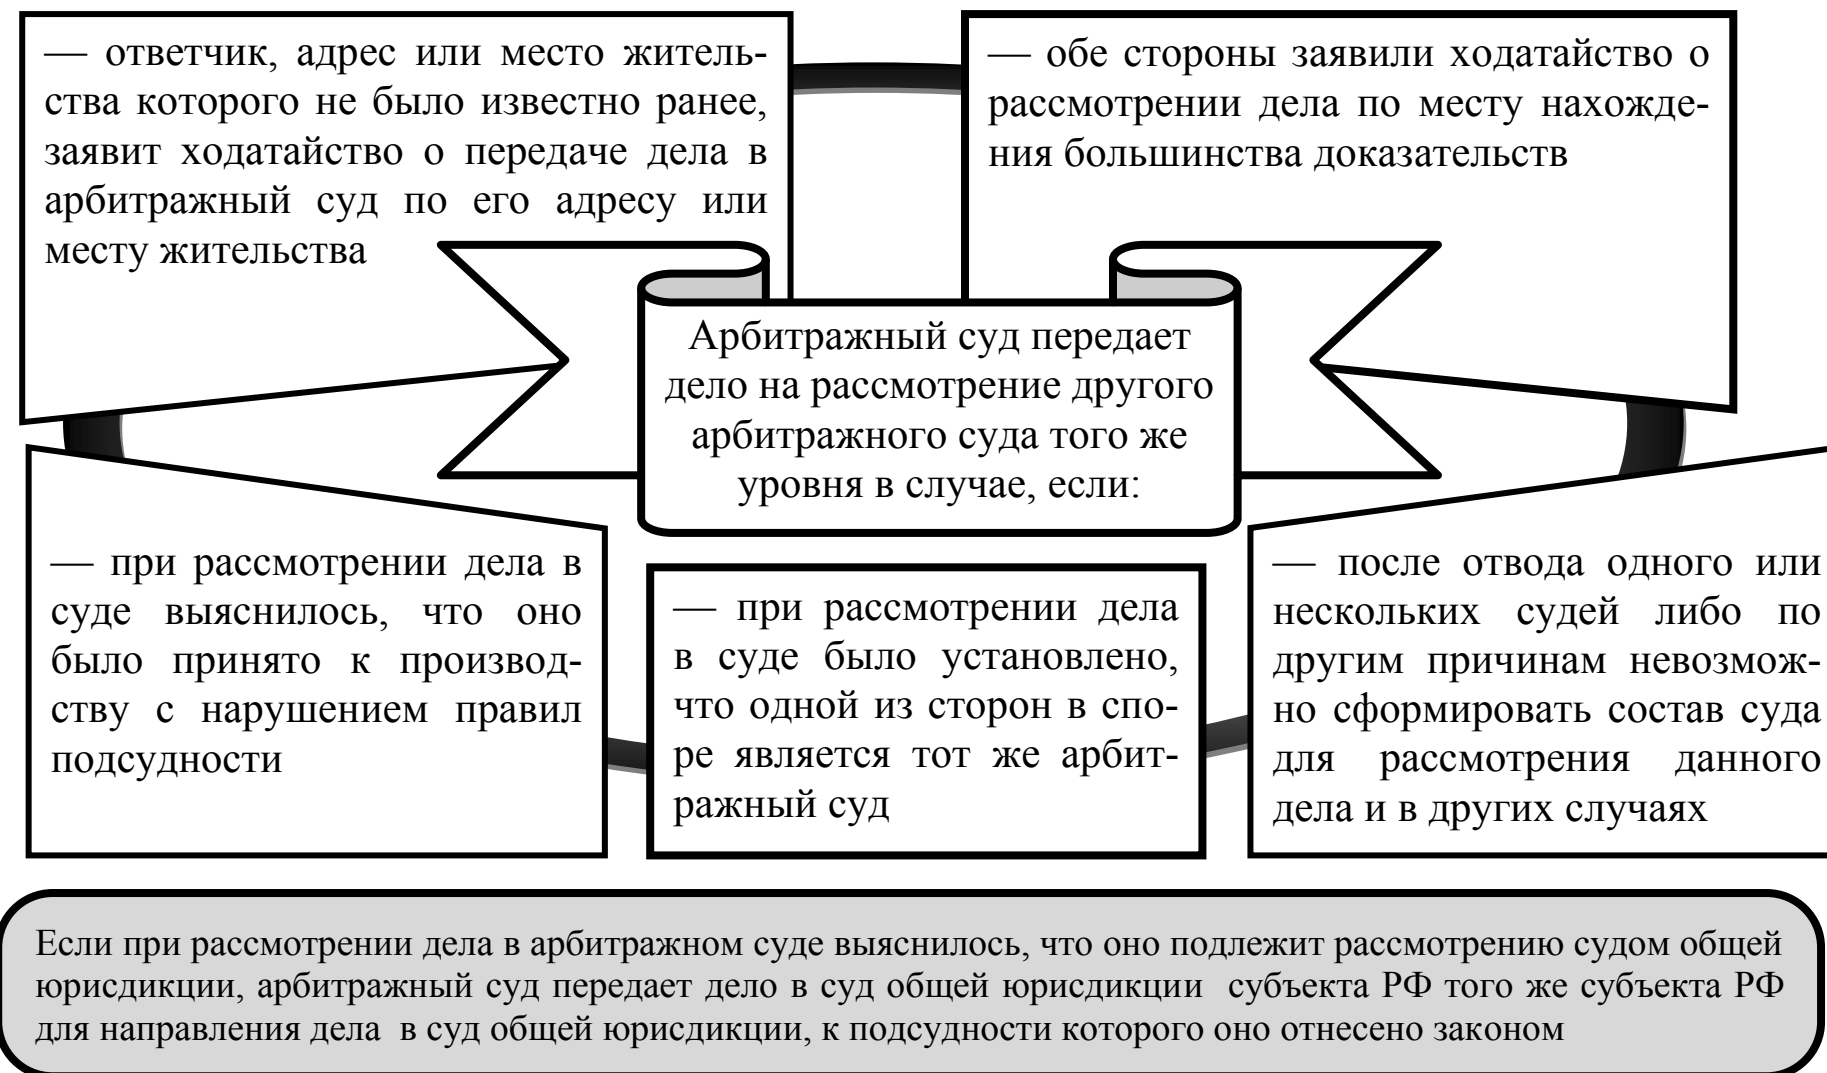 — ответчик, адрес или место житель-
ства которого не было известно ранее,
заявит ходатайство о передаче дела в
арбитражный суд по его адресу или
месту жительства
— обе стороны заявили ходатайство о
рассмотрении дела по месту нахожде-
ния большинства доказательств
Арбитражный суд передает
дело на рассмотрение другого
арбитражного суда того же
уровня в случае, если:
— при рассмотрении дела в
суде выяснилось, что оно
было принято к производ-
ству с нарушением правил
подсудности
— при рассмотрении дела
в суде было установлено,
что одной из сторон в спо-
ре является тот же арбит-
ражный суд
— после отвода одного или
нескольких судей либо по
другим причинам невозмож-
но сформировать состав суда
для рассмотрения данного
дела и в других случаях
Если при рассмотрении дела в арбитражном суде выяснилось, что оно подлежит рассмотрению судом общей
юрисдикции, арбитражный суд передает дело в суд общей юрисдикции субъекта РФ того же субъекта РФ
для направления дела в суд общей юрисдикции, к подсудности которого оно отнесено законом